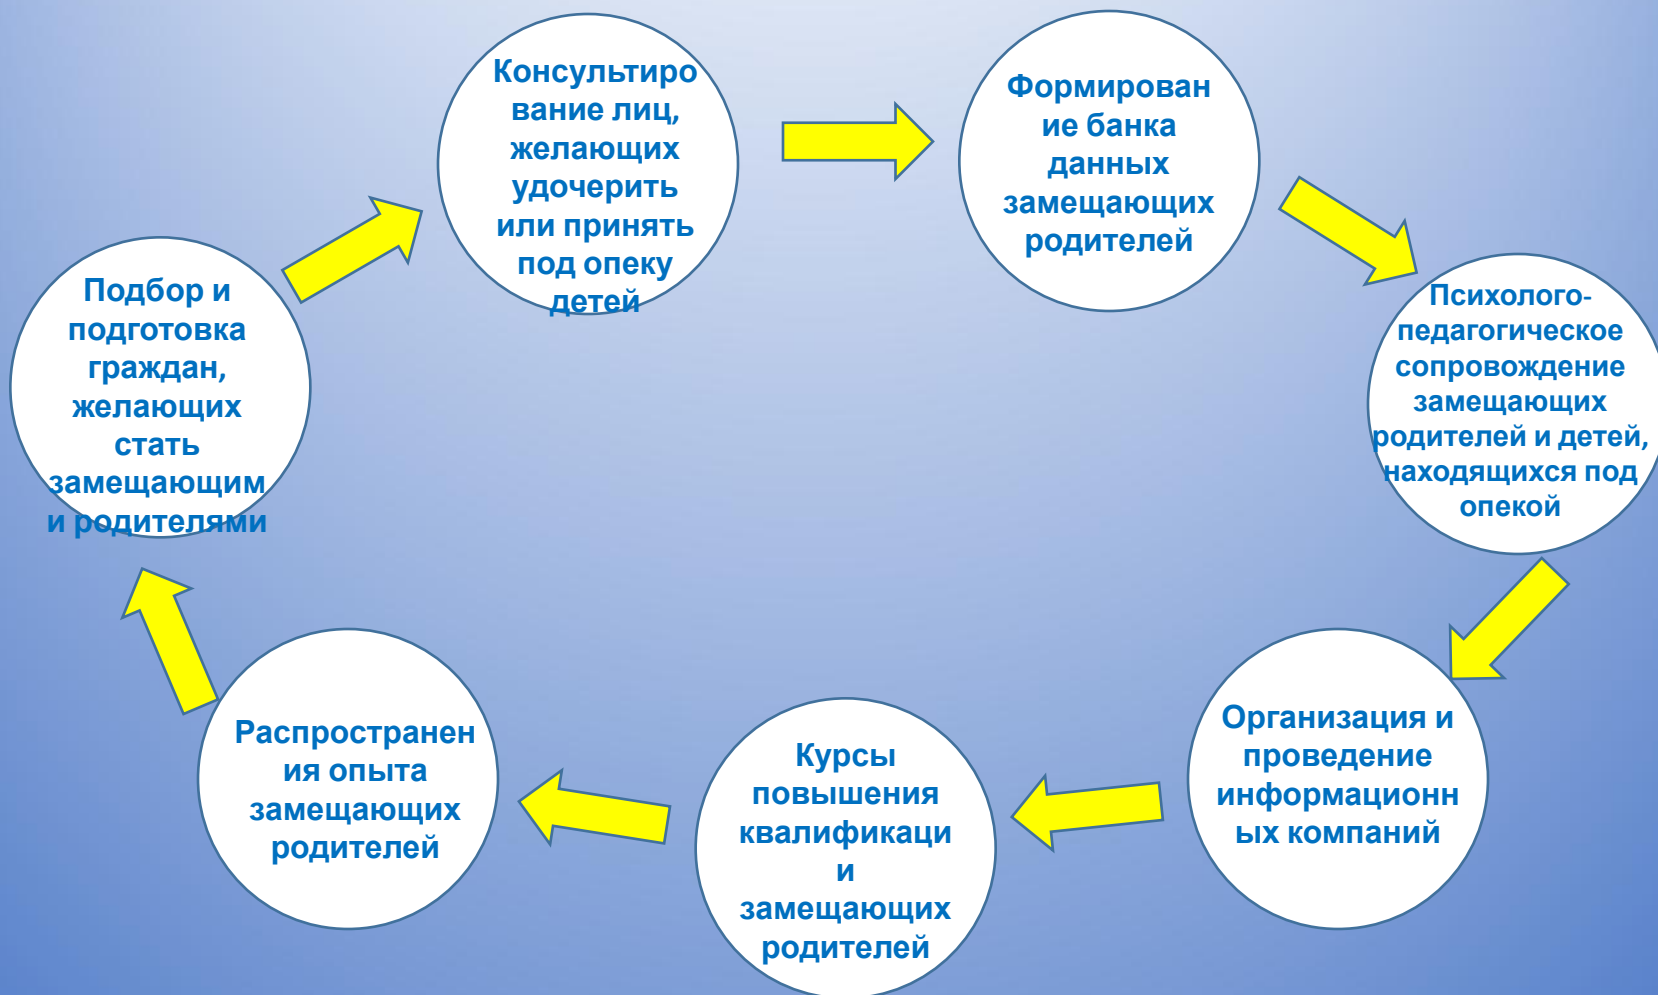 Консультиро
вание лиц,
желающих
удочерить
или принять
под опеку
детей
Формирован
ие банка
данных
замещающих
родителей
Подбор и
подготовка
граждан,
желающих
стать
замещающим
и родителями
Психолого-
педагогическое
сопровождение
замещающих
родителей и детей,
находящихся под
опекой
Распространен
ия опыта
замещающих
родителей
Курсы
повышения
квалификаци
и
замещающих
родителей
Организация и
проведение
информационн
ых компаний